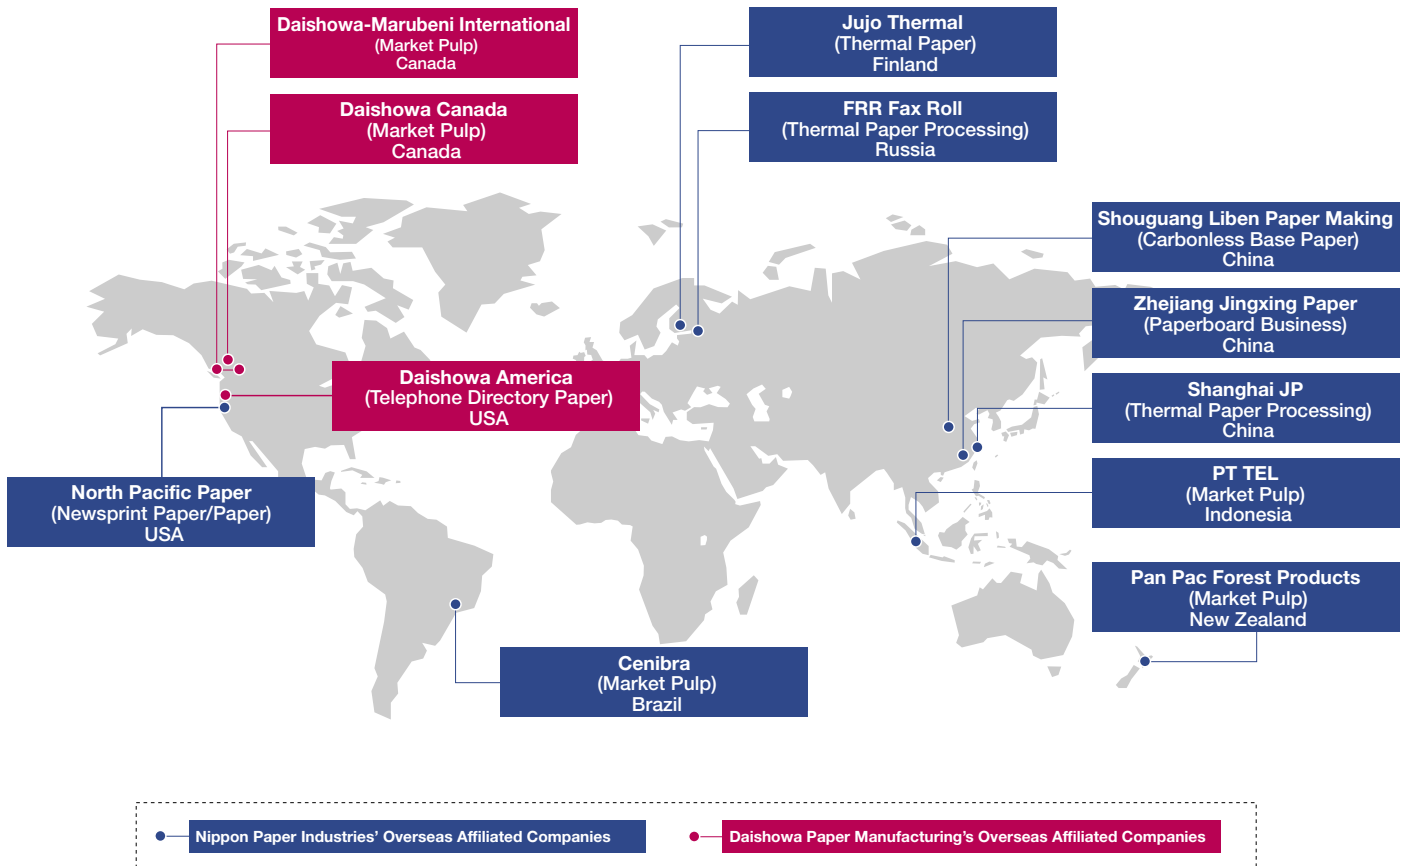 Daishowa-Marubeni International
(Market Pulp)
Canada
Daishowa Canada
(Market Pulp)
Canada
Jujo Thermal
(Thermal Paper)
Finland
FRR Fax Roll
(Thermal Paper Processing)
Russia
Shouguang Liben Paper Making
(Carbonless Base Paper)
China
Zhejiang Jingxing Paper
(Paperboard Business)
China
Daishowa America
(Telephone Directory Paper)
USA
Shanghai JP
(Thermal Paper Processing)
China
North Pacific Paper
(Newsprint Paper/Paper)
USA
PT TEL
(Market Pulp)
Indonesia
Pan Pac Forest Products
(Market Pulp)
New Zealand
Cenibra
(Market Pulp)
Brazil
Nippon Paper Industries’ Overseas Affiliated Companies
Daishowa Paper Manufacturing’s Overseas Affiliated Companies